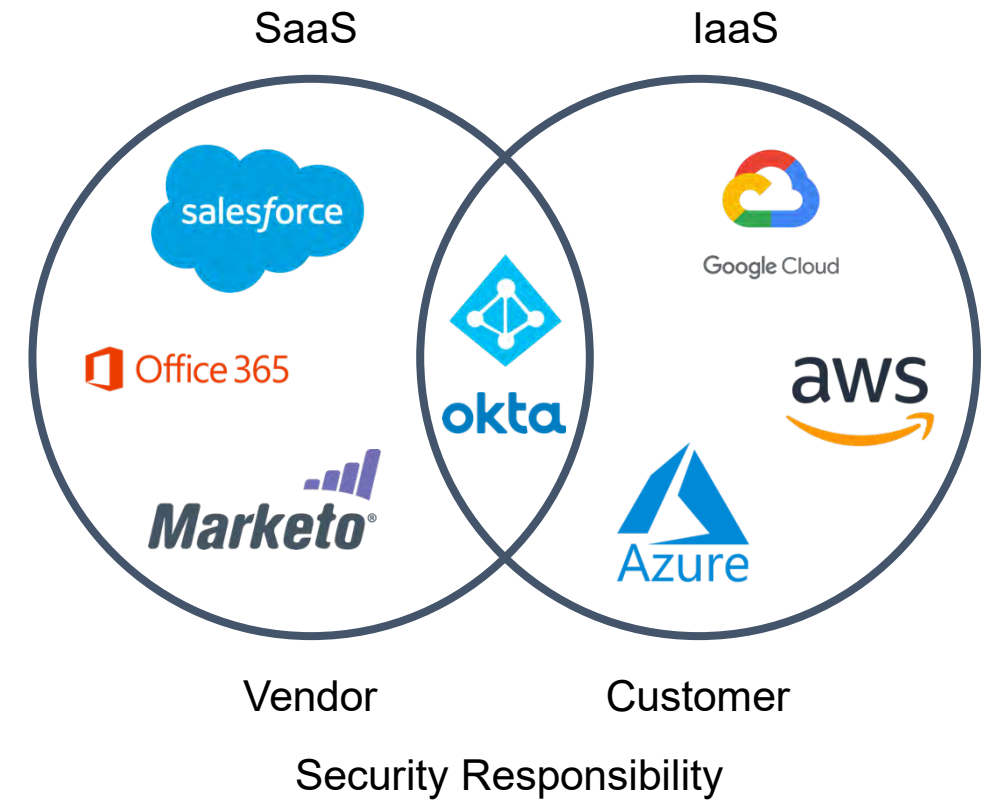 SaaS
IaaS
salesforce
Google Cloud
Office 365
aws
okta
Marketo®
Azure
Vendor
Customer
Security Responsibility